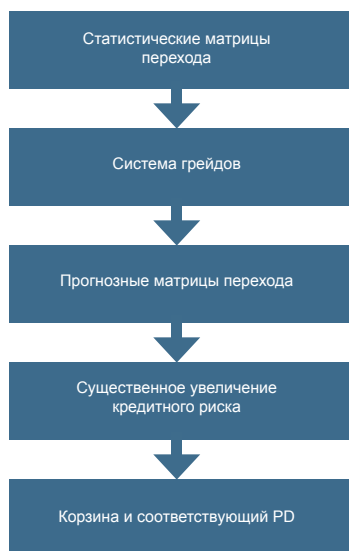 Статистические матрицы
перехода
Система грейдов
Прогнозные матрицы перехода
Существенное увеличение
кредитного риска
Корзина и соответствующий PD